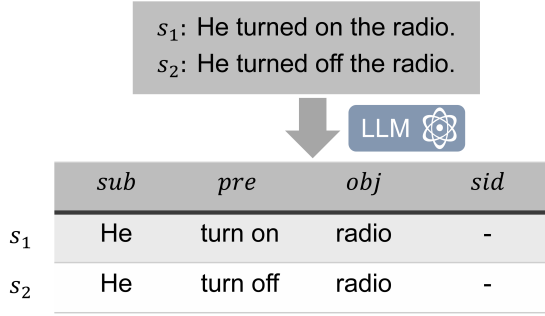 s₁: He turned on the radio.
s₂: He turned off the radio.
LLM
sub pre obj sid
s₁ He turn on radio -
s₂ He turn off radio -